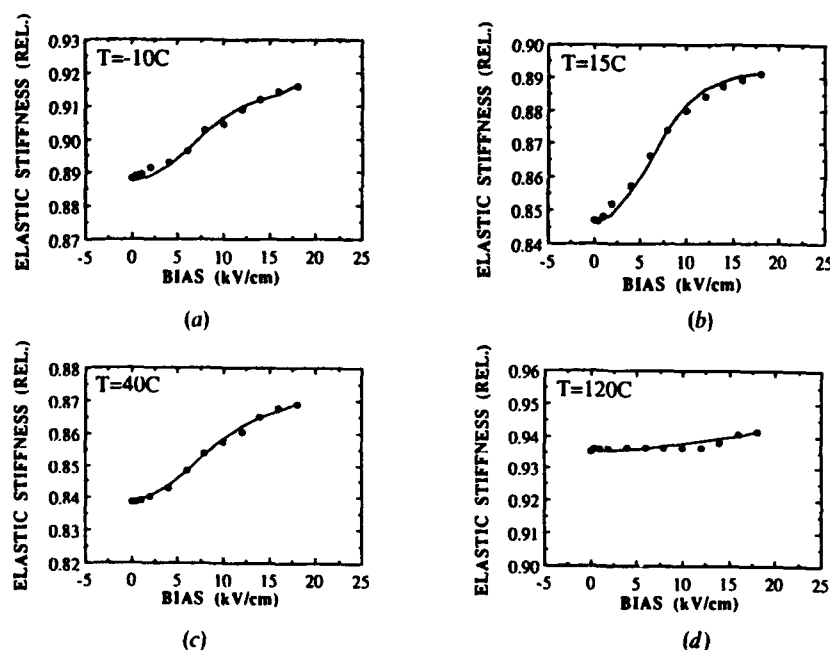 ELASTIC STIFFNESS (REL.)
0.93
0.92
0.91
0.90
0.89
0.88
0.87
T=-10C
-5 0 5 10 15 20 25
BIAS (kV/cm)
(a)
ELASTIC STIFFNESS (REL.)
0.90
0.89
0.88
0.87
0.86
0.85
0.84
T=15C
-5 0 5 10 15 20 25
BIAS (kV/cm)
(b)
ELASTIC STIFFNESS (REL.)
0.88
0.87
0.86
0.85
0.84
0.83
0.82
T=40C
-5 0 5 10 15 20 25
BIAS (kV/cm)
(c)
ELASTIC STIFFNESS (REL.)
0.96
0.95
0.94
0.93
0.92
0.91
0.90
T=120C
-5 0 5 10 15 20 25
BIAS (kV/cm)
(d)